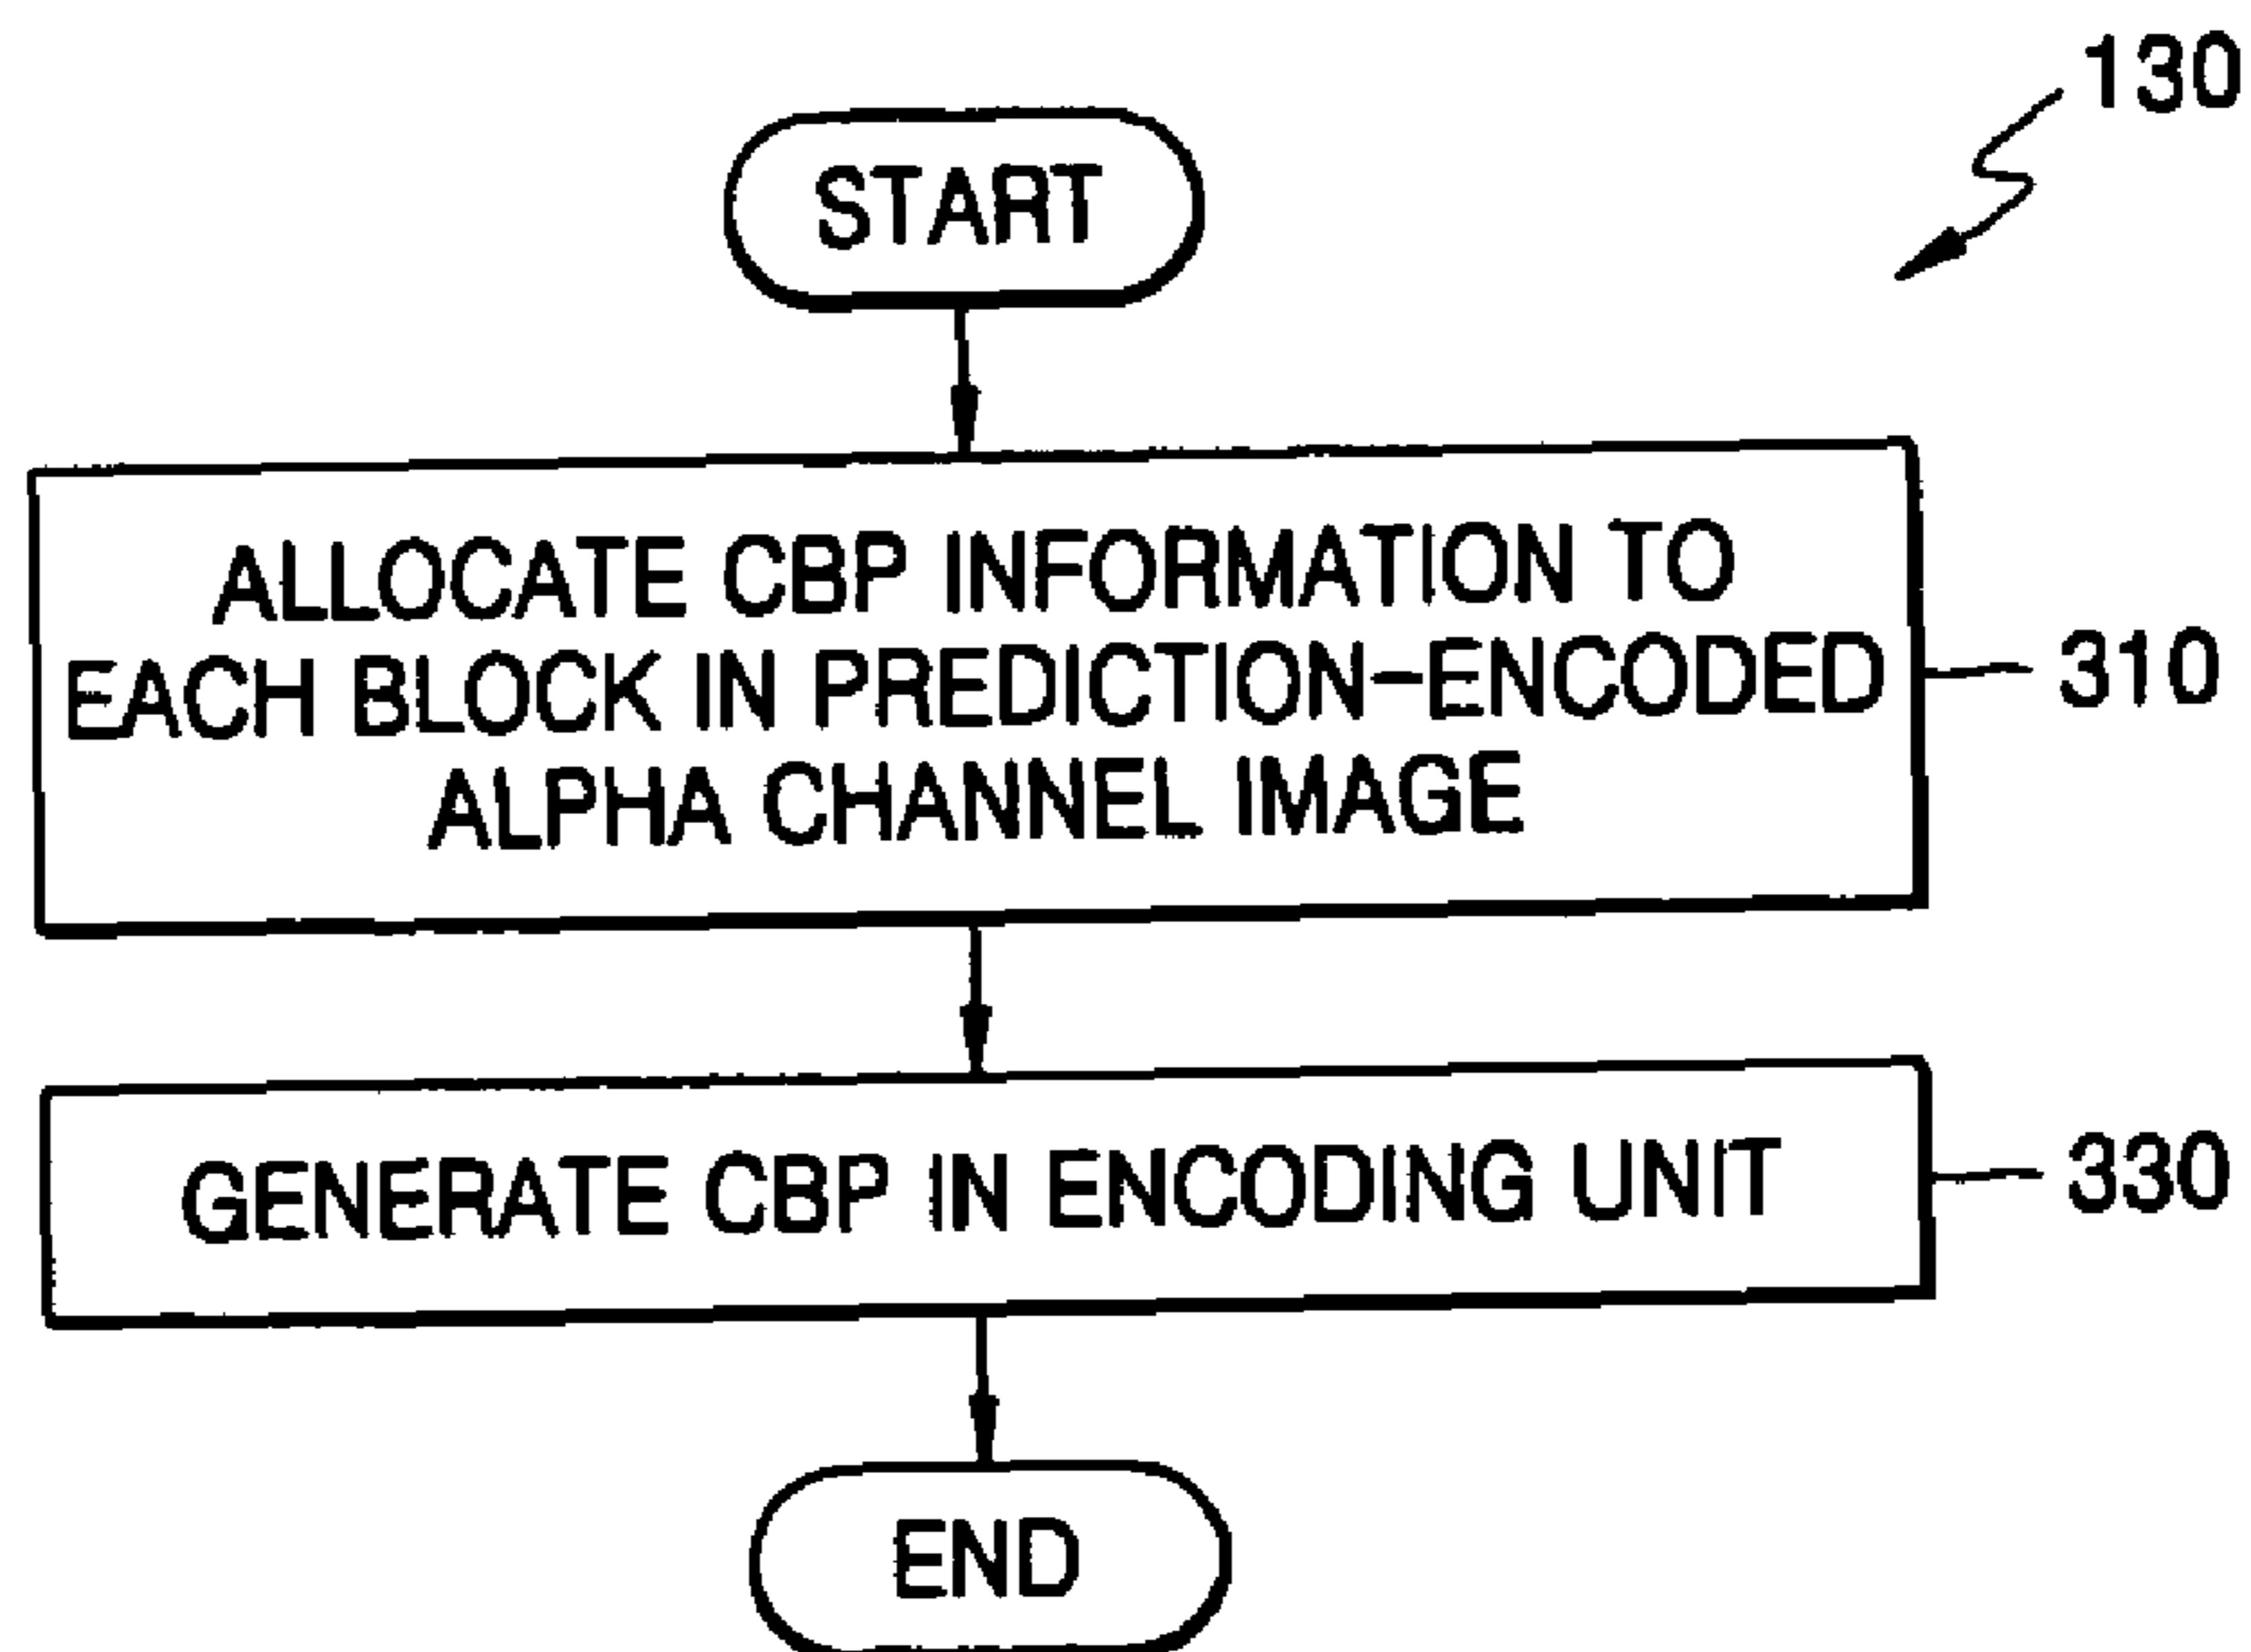 130
START
ALLOCATE CBP INFORMATION TO
EACH BLOCK IN PREDICTION-ENCODED
ALPHA CHANNEL IMAGE
310
GENERATE CBP IN ENCODING UNIT
330
END